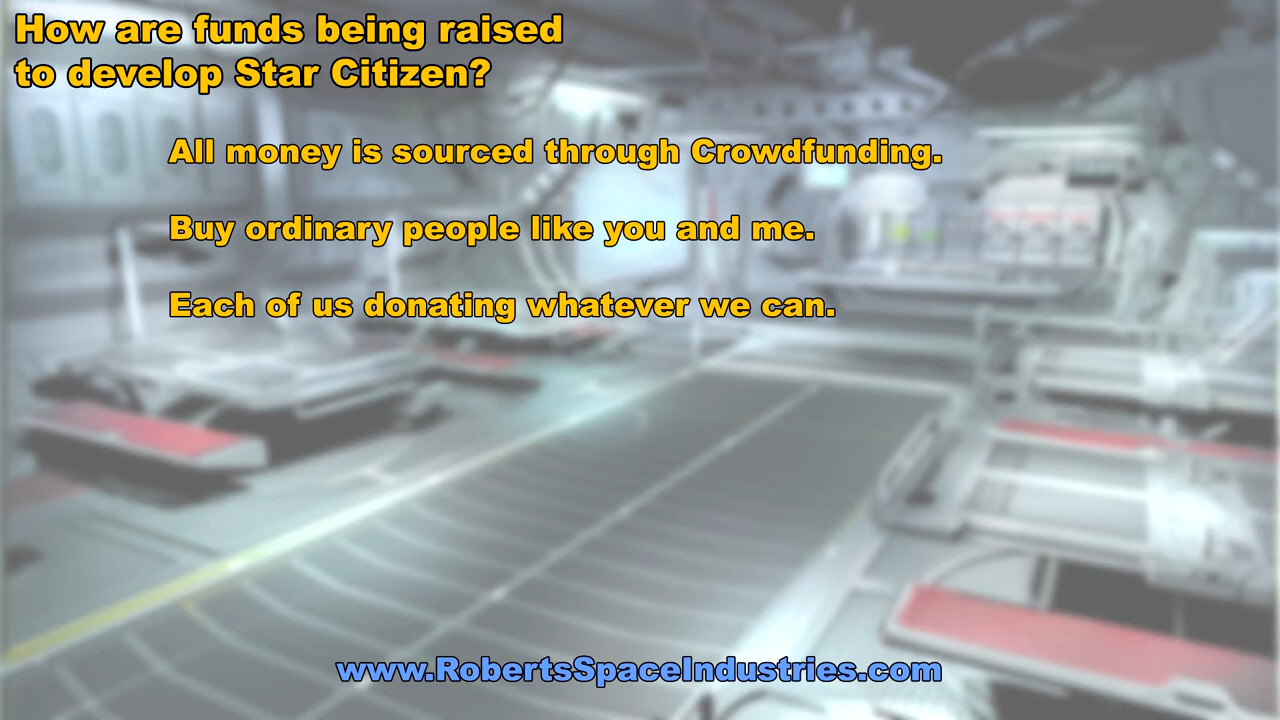 How are funds being raised
to develop Star Citizen?
All money is sourced through Crowdfunding.
Buy ordinary people like you and me.
Each of us donating whatever we can.
www.RobertsSpaceIndustries.com